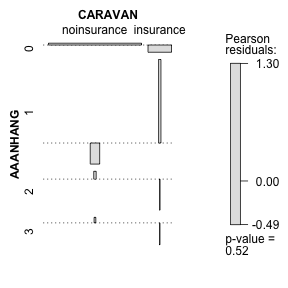 CARAVAN
noinsurance insurance
AAANHANG
0
1
2
3
Pearson
residuals:
1.30
0.00
-0.49
p-value =
0.52